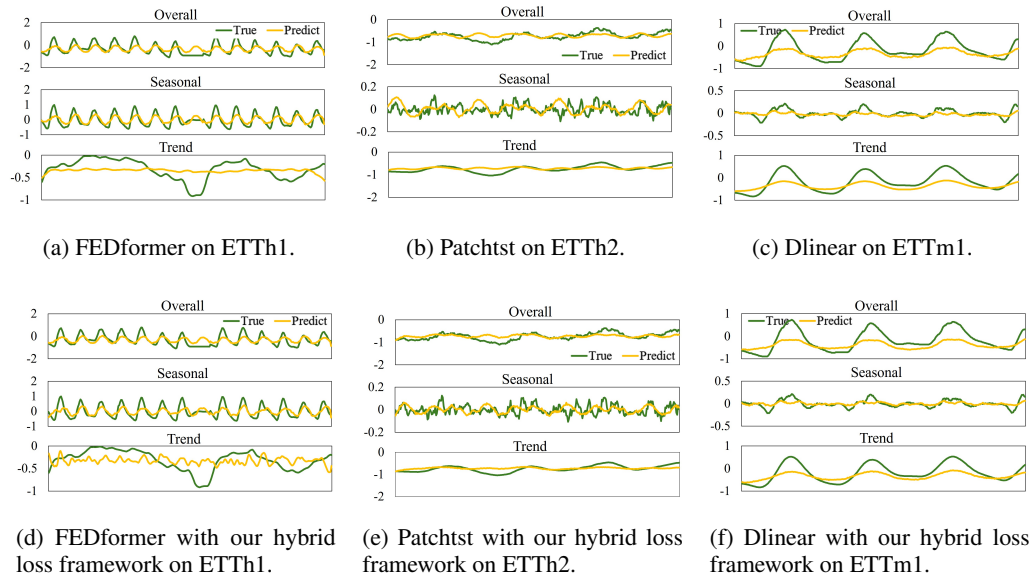 Overall
2
0
-2
True Predict
Seasonal
2
1
0
-1
Trend
0
-0.5
-1
(a) FEDformer on ETTh1.
Overall
0
-1
-2
True Predict
Seasonal
0.2
0
-0.2
Trend
0
-1
-2
(b) Patchtst on ETTh2.
Overall
1
0
-1
True Predict
Seasonal
0.5
0
-0.5
Trend
1
0
-1
(c) Dlinear on ETTm1.
Overall
2
0
-2
True Predict
Seasonal
2
1
0
-1
Trend
0
-0.5
-1
(d) FEDformer with our hybrid
loss framework on ETTh1.
Overall
0
-1
-2
True Predict
Seasonal
0.2
0
-0.2
Trend
0
-1
-2
(e) Patchtst with our hybrid loss
framework on ETTh2.
Overall
1
0
-1
True Predict
Seasonal
0.5
0
-0.5
Trend
1
0
-1
(f) Dlinear with our hybrid loss
framework on ETTm1.